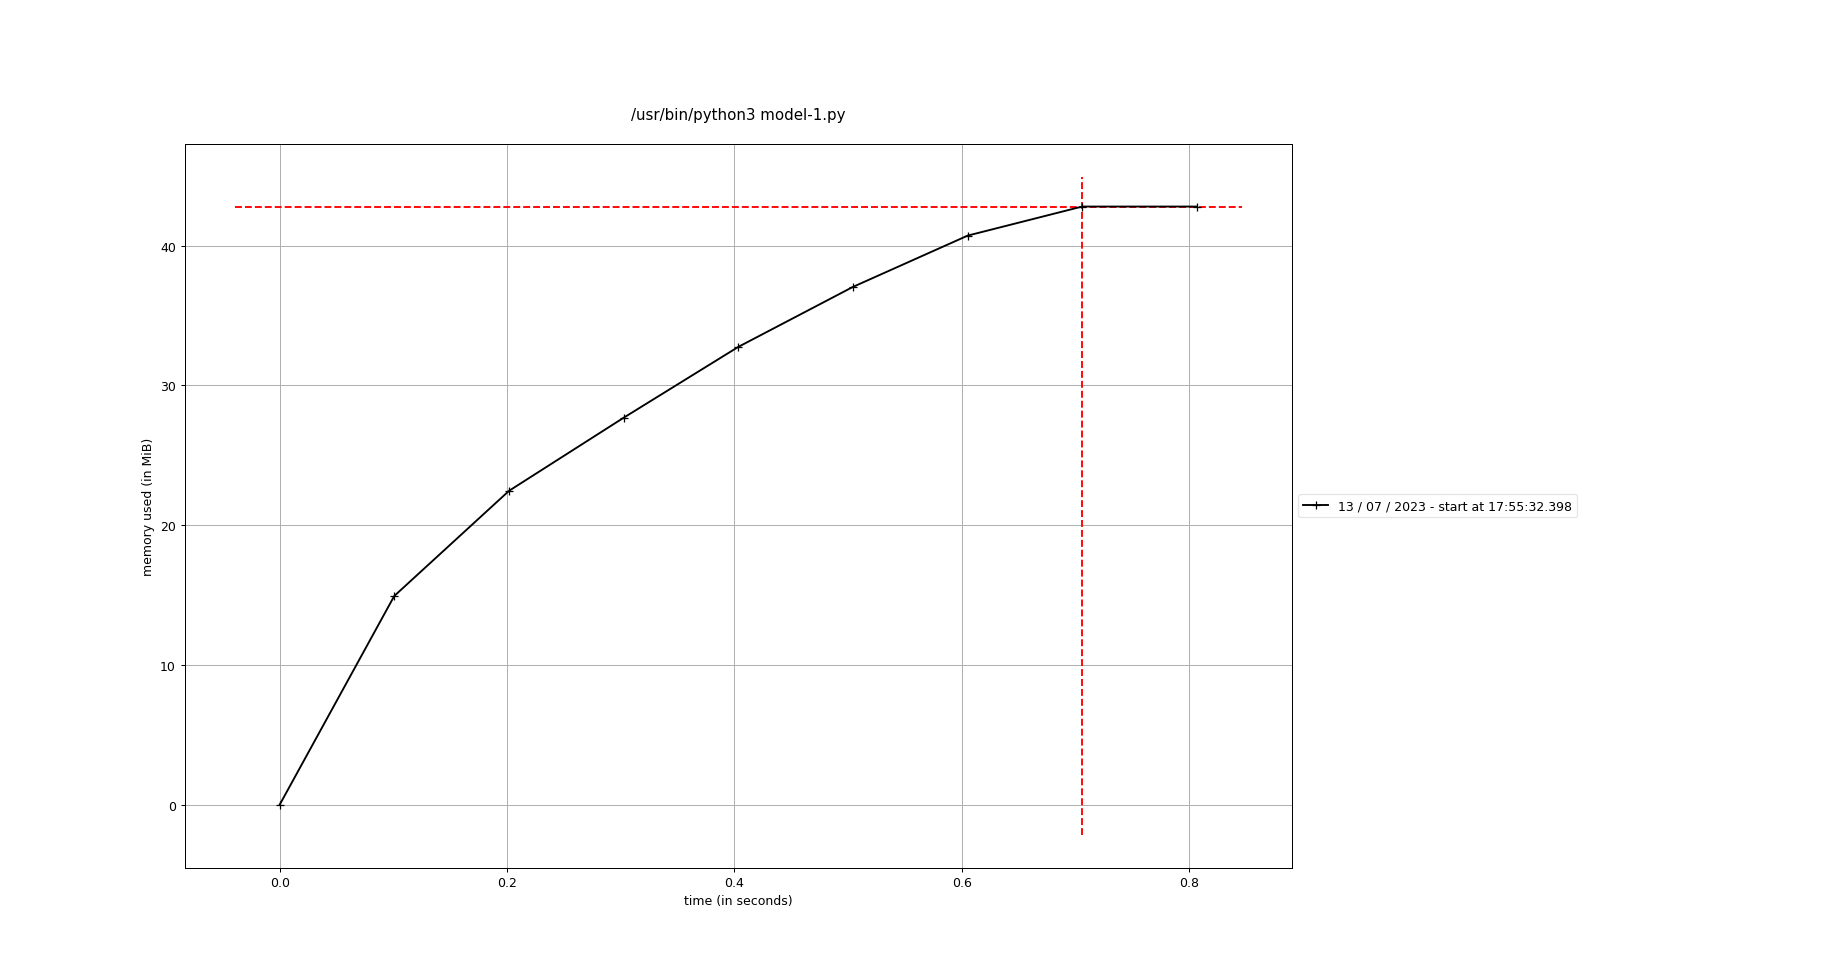 /usr/bin/python3 model-1.py
memory used (in MiB)
40
30
20
10
0
0.0 0.2 0.4 0.6 0.8
time (in seconds)
13 / 07 / 2023 - start at 17:55:32.398